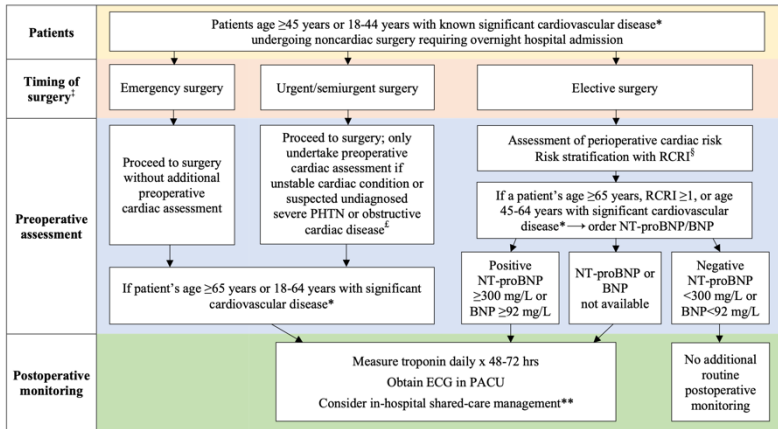 Patients
Patients age ≥45 years or 18-44 years with known significant cardiovascular disease*
undergoing noncardiac surgery requiring overnight hospital admission
Timing of
surgery‡
Emergency surgery
Urgent/semiurgent surgery
Elective surgery
Preoperative
assessment
Proceed to surgery
without additional
preoperative
cardiac assessment
Proceed to surgery; only
undertake preoperative
cardiac assessment if
unstable cardiac condition or
suspected undiagnosed
severe PHTN or obstructive
cardiac disease£
Assessment of perioperative cardiac risk
Risk stratification with RCRI§
If a patient's age ≥65 years, RCRI ≥1, or age
45-64 years with significant cardiovascular
disease* → order NT-proBNP/BNP
If patient's age ≥65 years or 18-64 years with significant
cardiovascular disease*
Positive
NT-proBNP
≥300 mg/L or
BNP ≥92 mg/L
NT-proBNP or
BNP
not available
Negative
NT-proBNP
<300 mg/L or
BNP<92 mg/L
Postoperative
monitoring
Measure troponin daily x 48-72 hrs
Obtain ECG in PACU
Consider in-hospital shared-care management**
No additional
routine
postoperative
monitoring